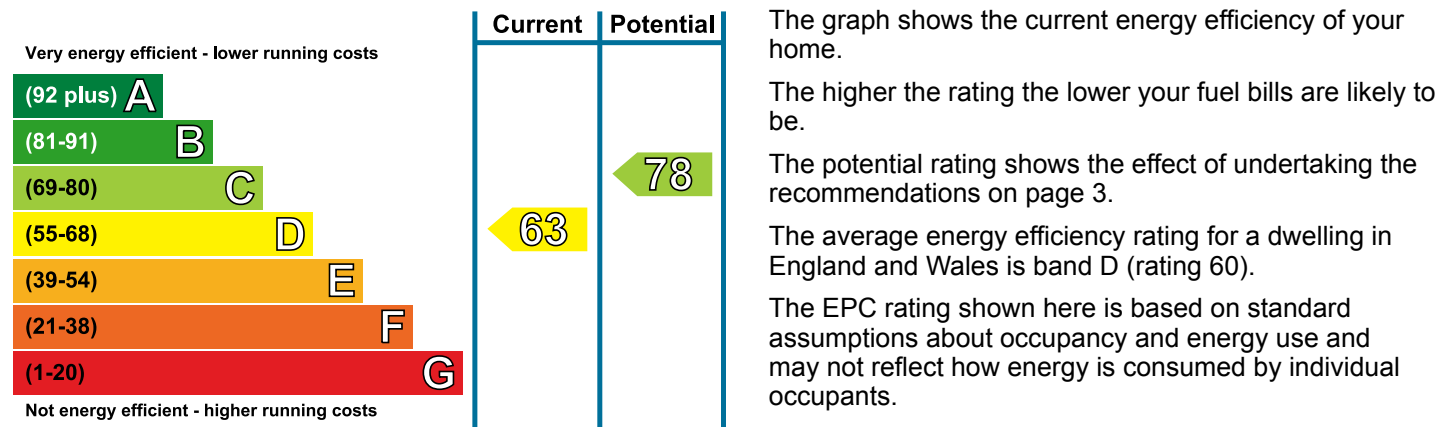 Current Potential
Very energy efficient - lower running costs
(92 plus) A
(81-91) B
(69-80) C
78
(55-68) D
63
(39-54) E
(21-38) F
(1-20) G
Not energy efficient - higher running costs
The graph shows the current energy efficiency of your
home.
The higher the rating the lower your fuel bills are likely to
be.
The potential rating shows the effect of undertaking the
recommendations on page 3.
The average energy efficiency rating for a dwelling in
England and Wales is band D (rating 60).
The EPC rating shown here is based on standard
assumptions about occupancy and energy use and
may not reflect how energy is consumed by individual
occupants.